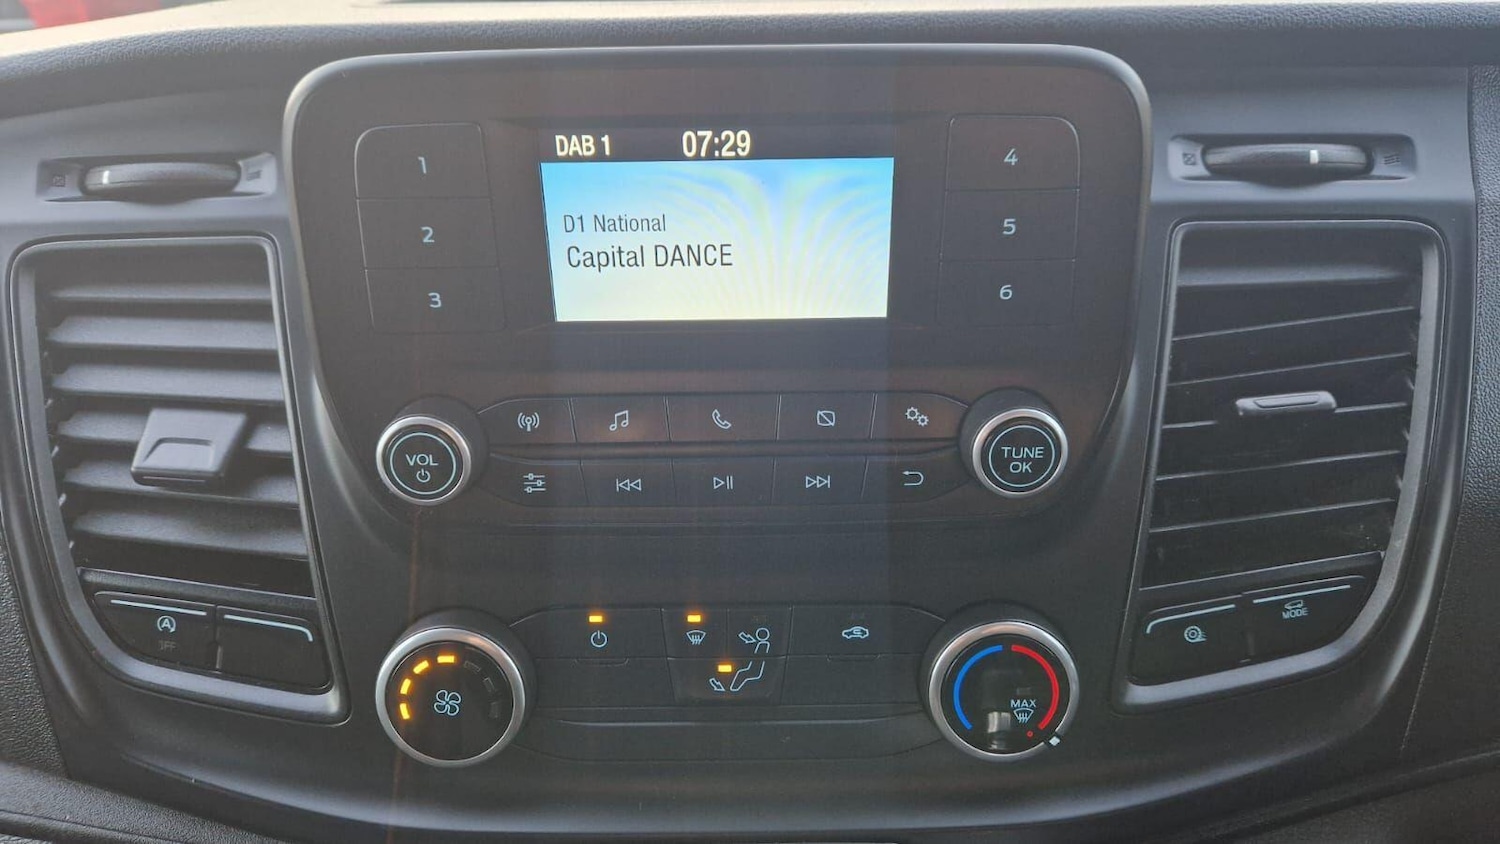 DAB 1 07:29
D1 National
Capital DANCE
1
2
3
4
5
6
VOL
TUNE
OK
A
OFF
MODE
MAX